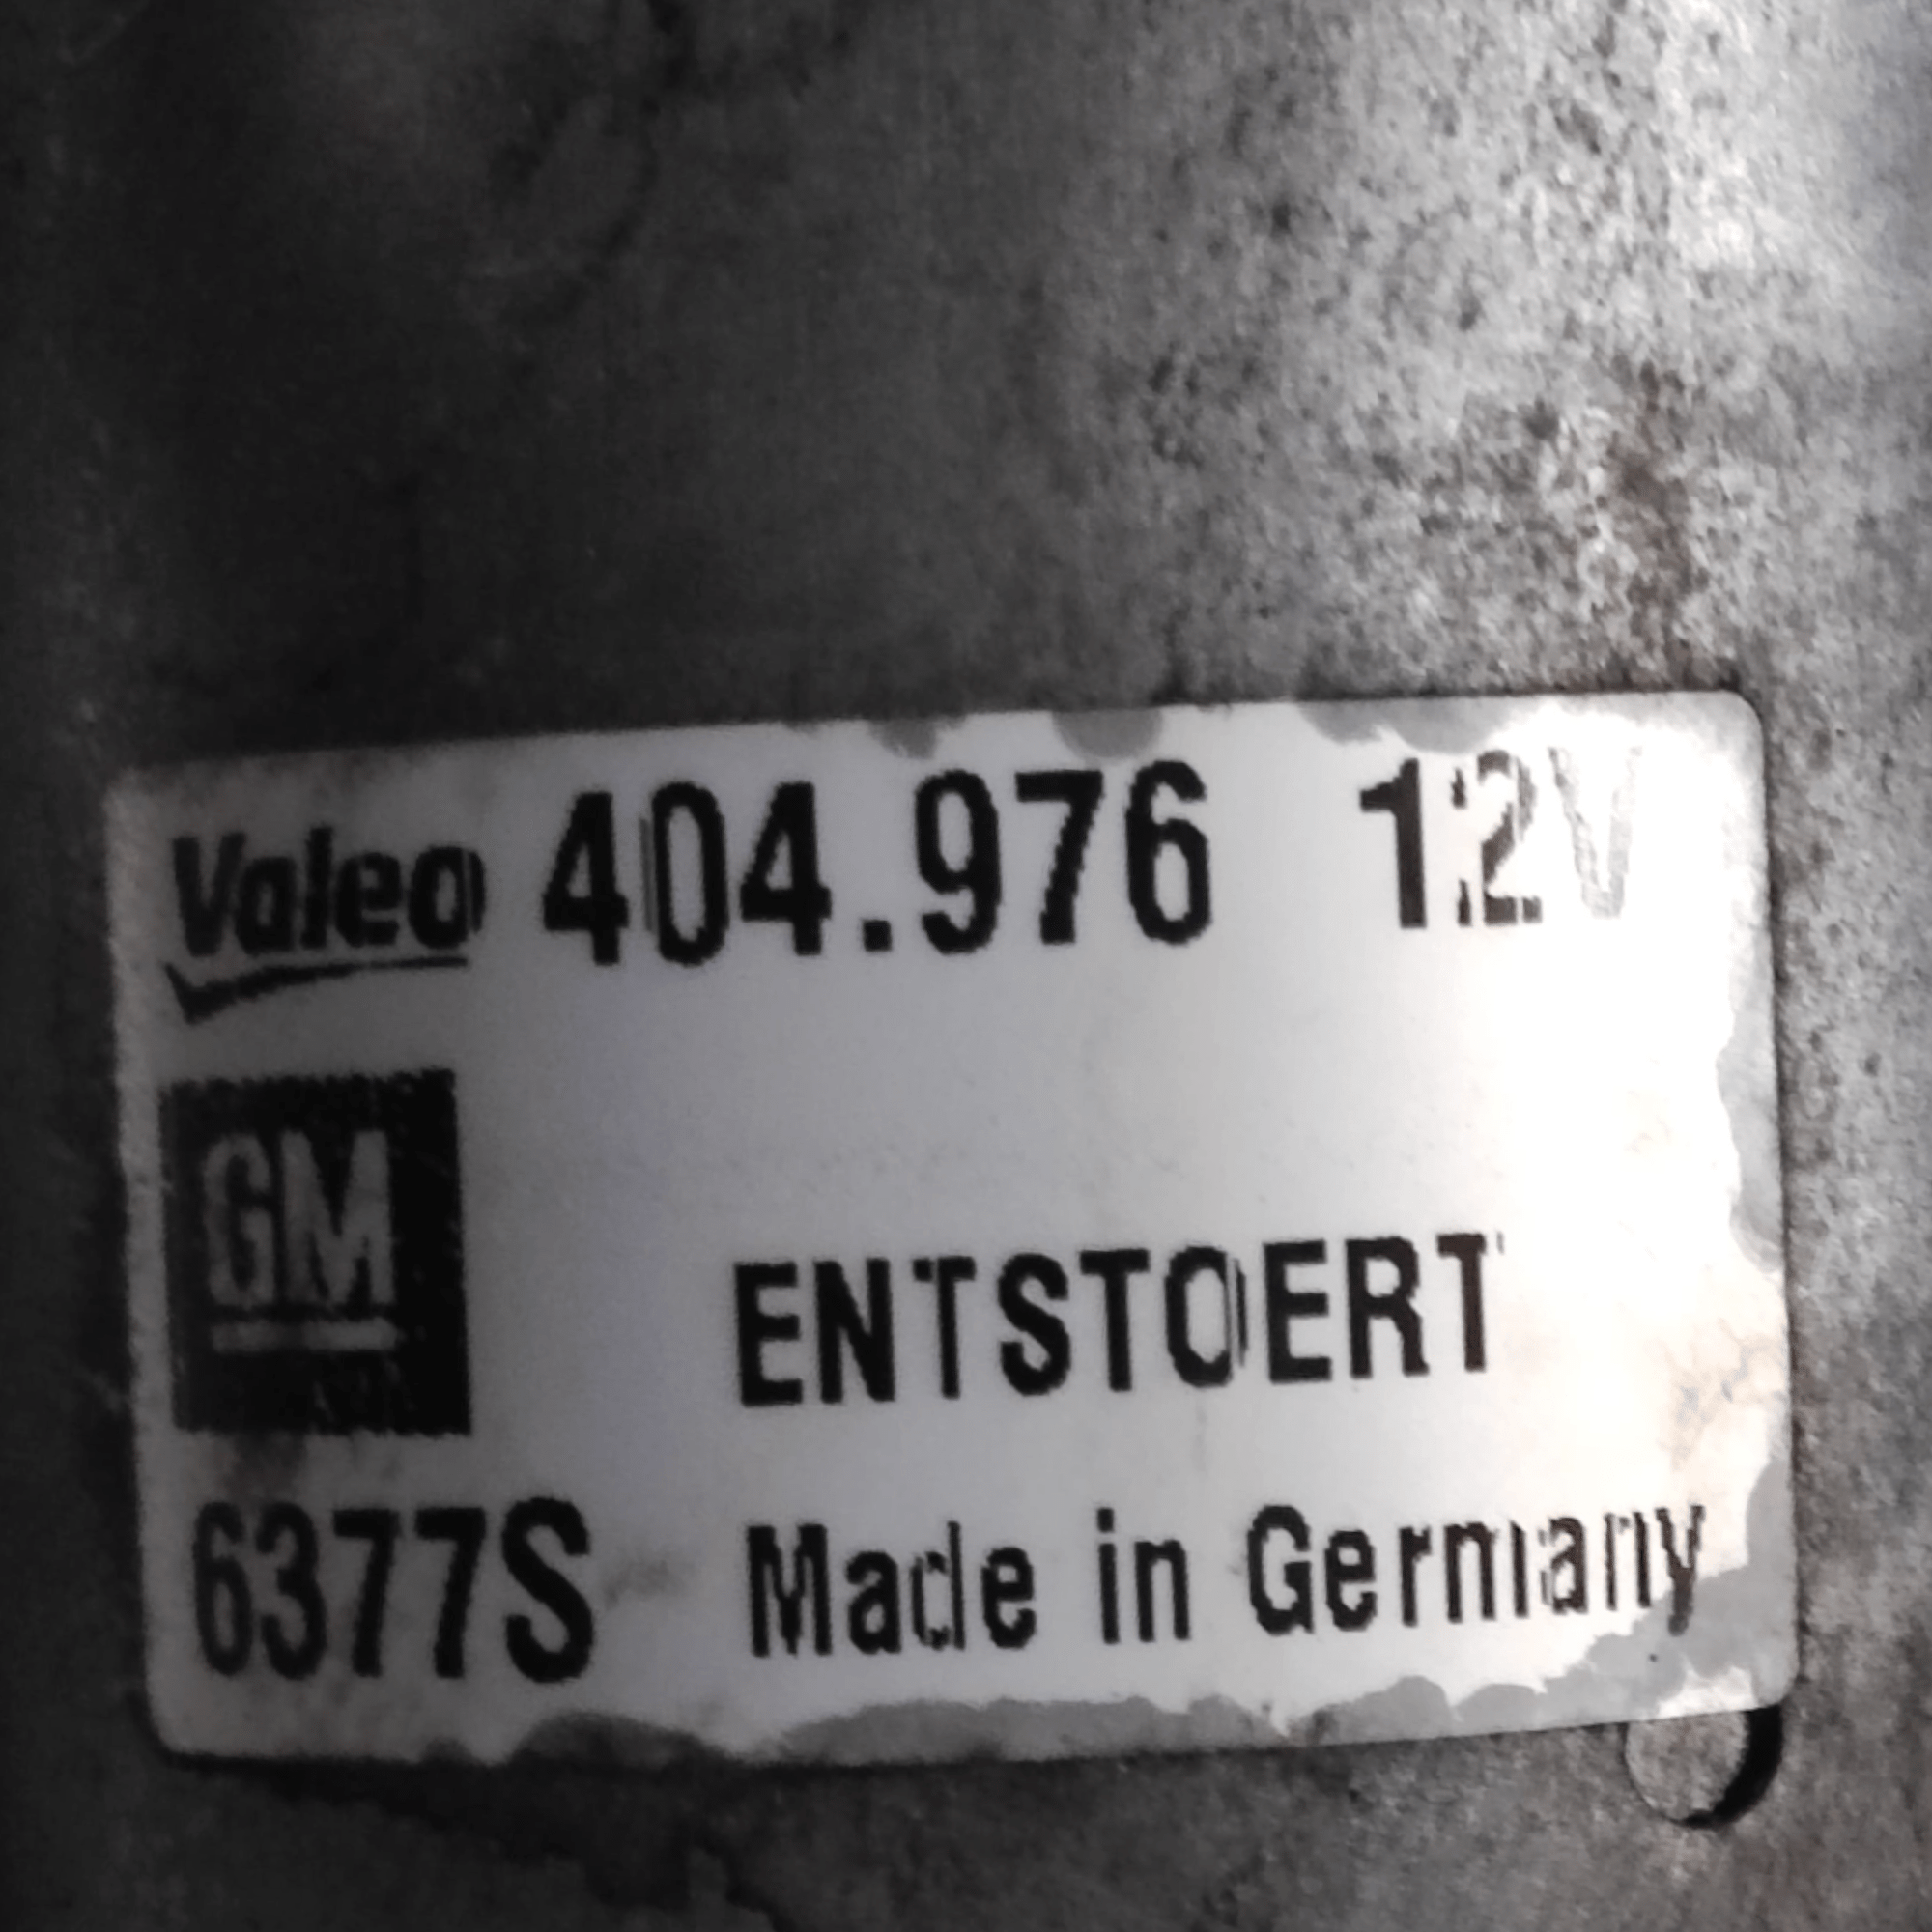 Valeo 404.976 12V
GM
ENTSTOERT
6377S Made in Germany